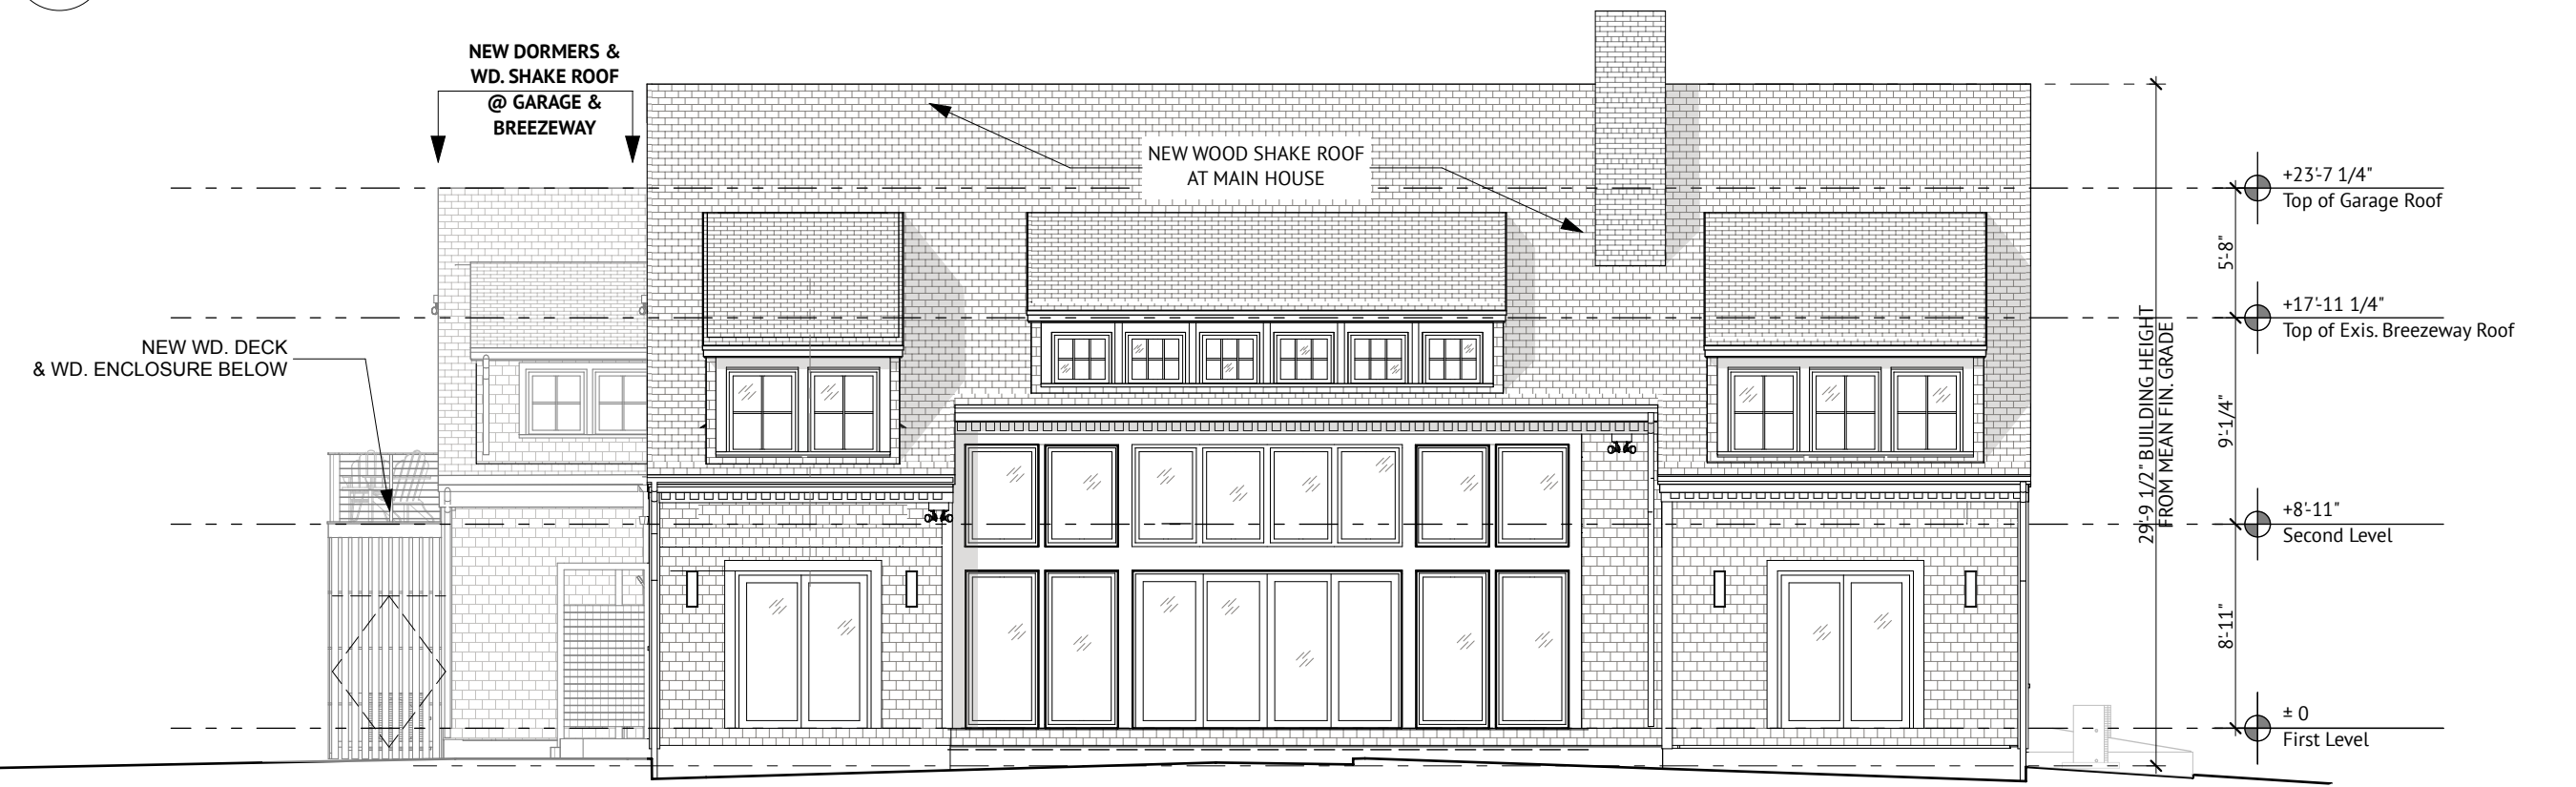 NEW DORMERS &
WD. SHAKE ROOF
@ GARAGE &
BREEZEWAY
NEW WOOD SHAKE ROOF
AT MAIN HOUSE
NEW WD. DECK
& WD. ENCLOSURE BELOW
29'-9 1/2" BUILDING HEIGHT
FROM MEAN FIN. GRADE
+23'-7 1/4"
Top of Garage Roof
5'-8"
+17'-11 1/4"
Top of Exis. Breezeway Roof
9'-1/4"
+8'-11"
Second Level
8'-11"
± 0
First Level